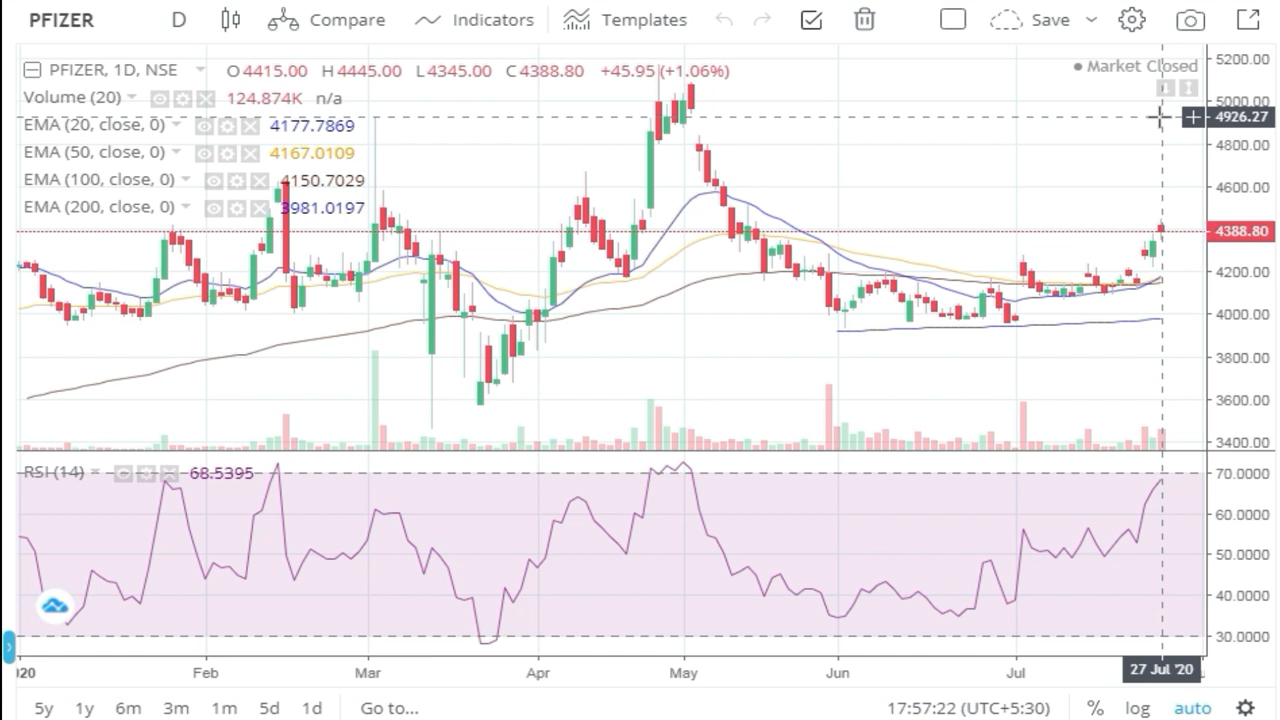 PFIZER D Compare Indicators Templates Save
PFIZER, 1D, NSE O4415.00 H4445.00 L4345.00 C4388.80 +45.95 (+1.06%)
Market Closed
Volume (20) 124.874K n/a
EMA (20, close, 0) 4177.7869
EMA (50, close, 0) 4167.0109
EMA (100, close, 0) 4150.7029
EMA (200, close, 0) 3981.0197
5200.00
5000.00
4926.27
4800.00
4600.00
4388.80
4200.00
4000.00
3800.00
3600.00
3400.00
RSI (14) 68.5395
70.0000
60.0000
50.0000
40.0000
30.0000
Feb Mar Apr May Jun Jul 27 Jul '20
5y 1y 6m 3m 1m 5d 1d Go to... 17:57:22 (UTC+5:30) % log auto